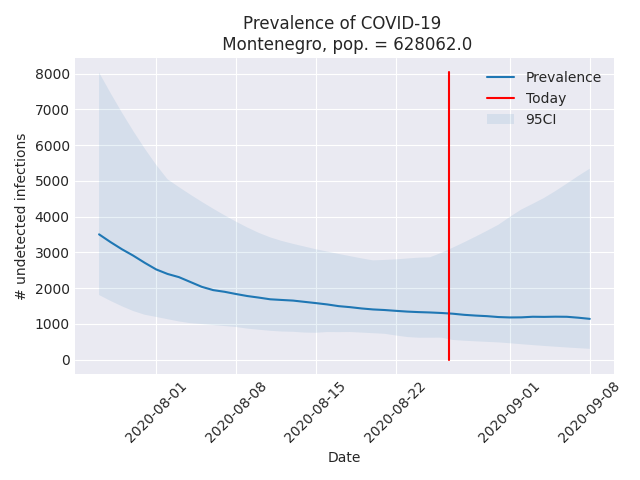 Prevalence of COVID-19
Montenegro, pop. = 628062.0
Prevalence
Today
95CI
8000
7000
6000
5000
4000
3000
2000
1000
0
# undetected infections
2020-08-01
2020-08-08
2020-08-15
2020-08-22
2020-09-01
2020-09-08
Date